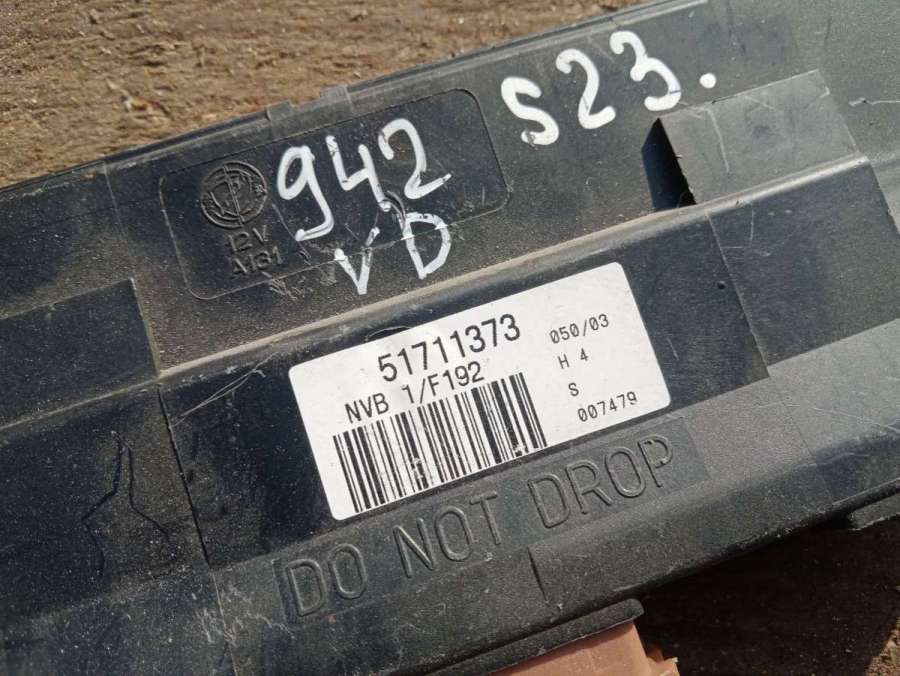 S23.
942
VD
12V
A131
51711373
NVB 1/F192
050/03
H 4
S
007479
DO NOT DROP